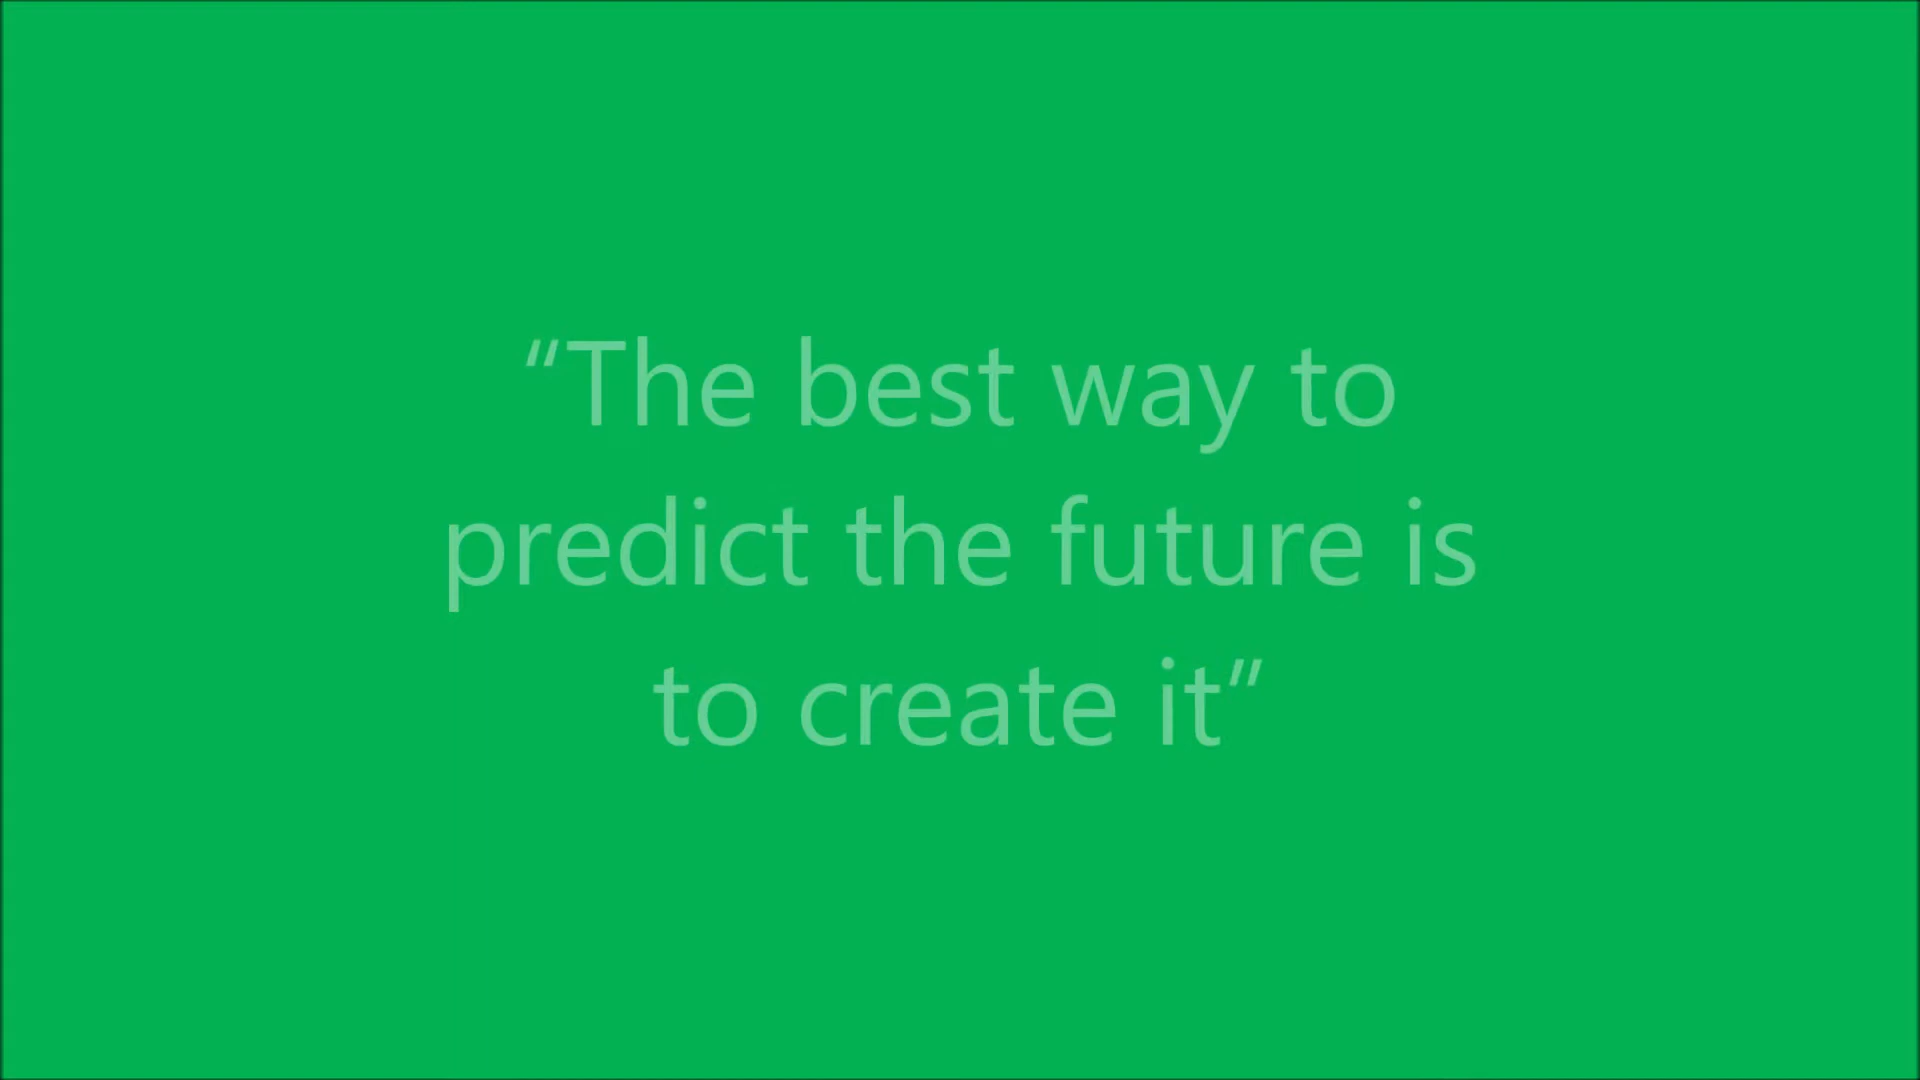 “The best way to
predict the future is
to create it”